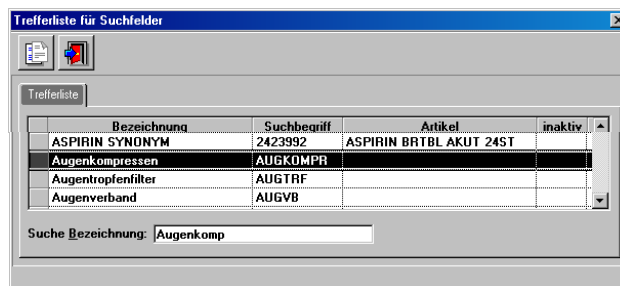 Trefferliste für Suchfelder
Trefferliste
Bezeichnung Suchbegriff Artikel inaktiv
ASPIRIN SYNONYM 2423992 ASPIRIN BRTBL AKUT 24ST
Augenkompressen AUGKOMPR
Augentropfenfilter AUGTRF
Augenverband AUGVB
Suche Bezeichnung: Augenkomp